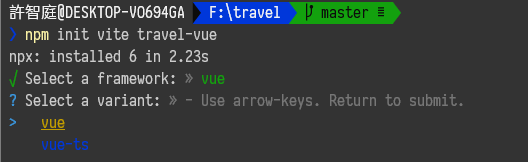 許智庭@DESKTOP-VO694GA F:\travel master ≡
❯ npm init vite travel-vue
npx: installed 6 in 2.23s
√ Select a framework: » vue
? Select a variant: » - Use arrow-keys. Return to submit.
> vue
vue-ts